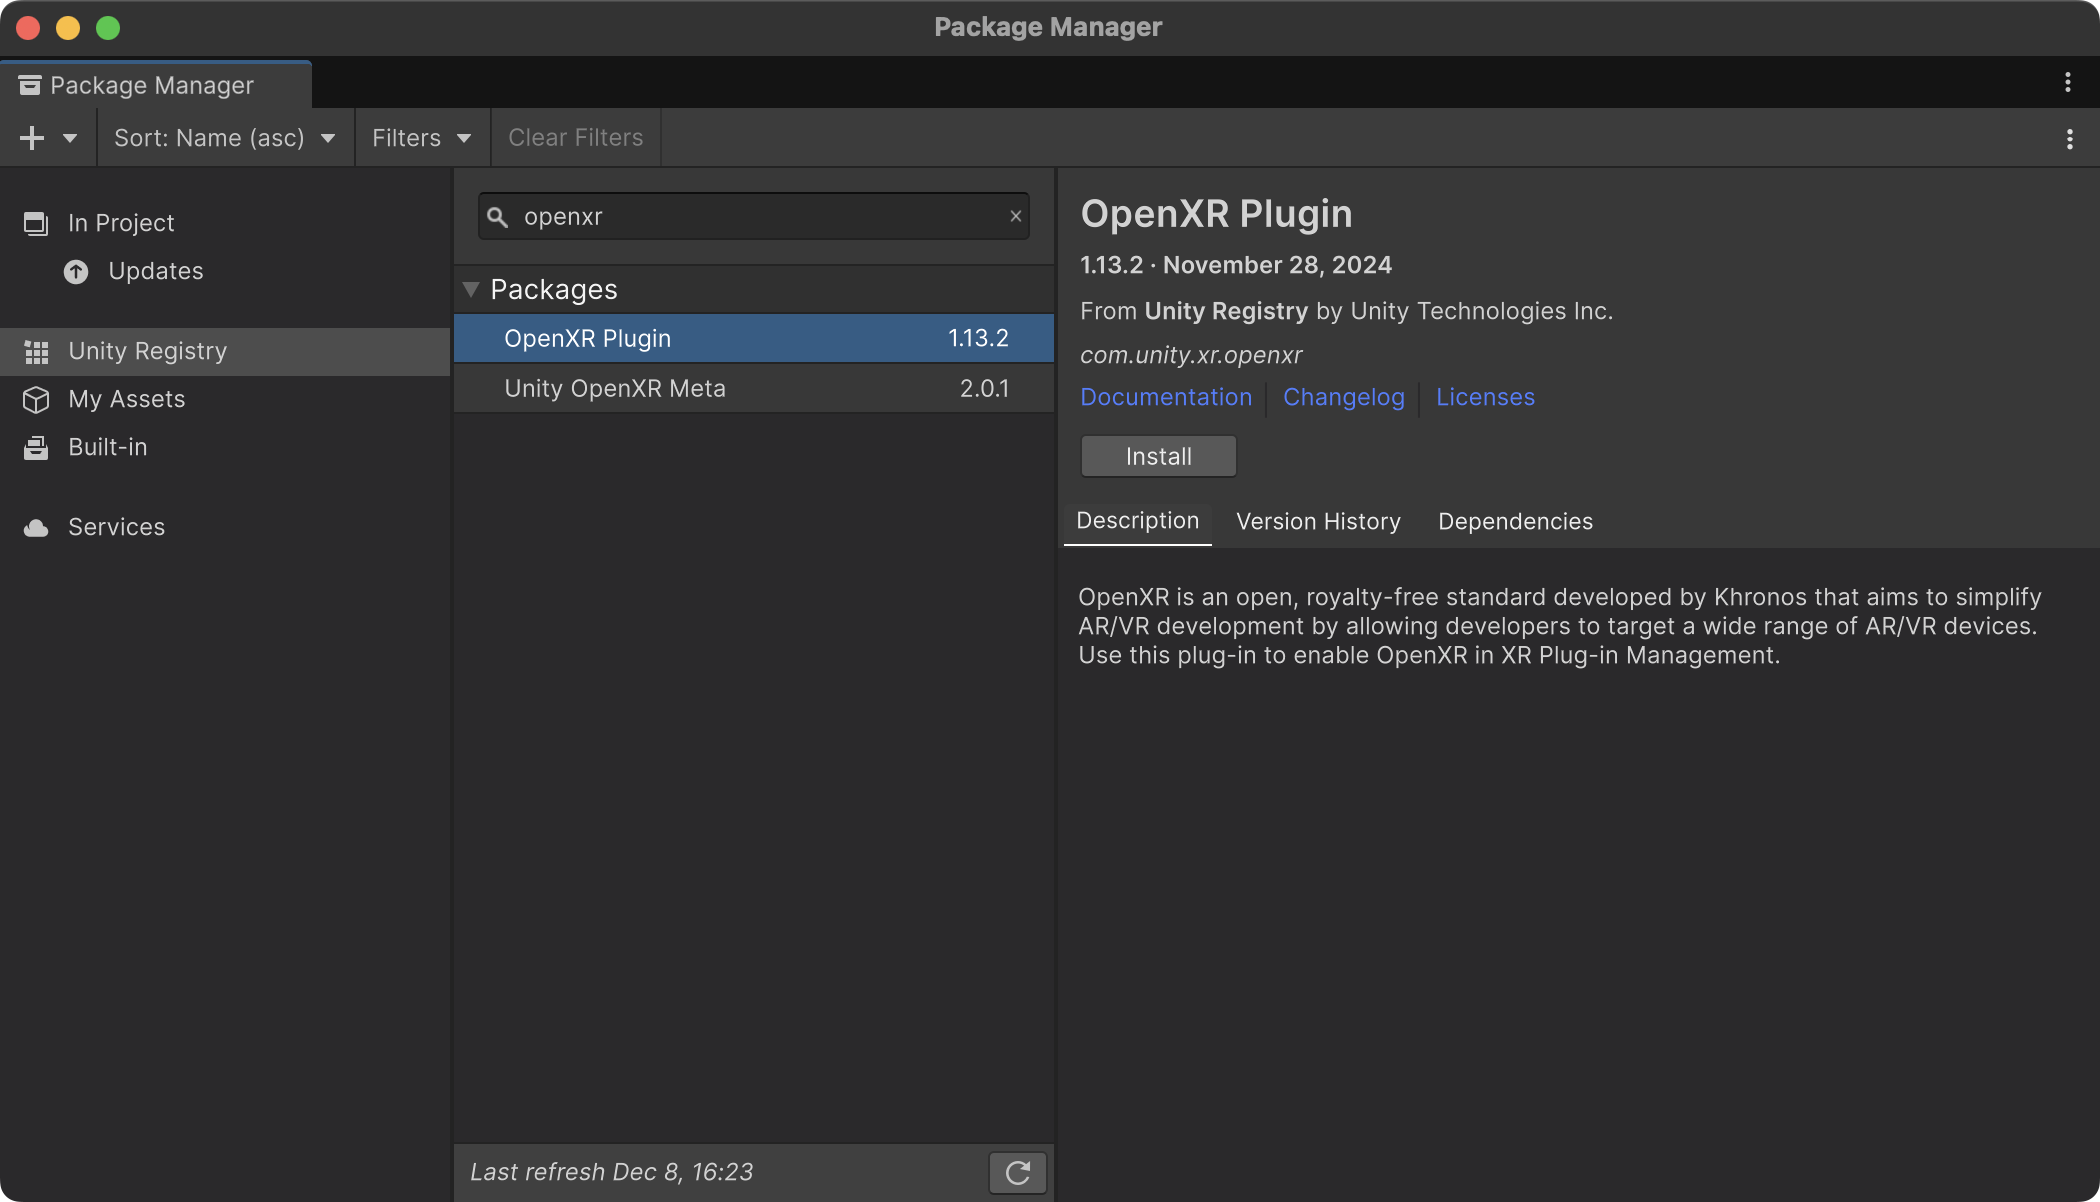 Package Manager
Package Manager
Sort: Name (asc) Filters Clear Filters
In Project
Updates
Unity Registry
My Assets
Built-in
Services
openxr
Packages
OpenXR Plugin 1.13.2
Unity OpenXR Meta 2.0.1
Last refresh Dec 8, 16:23
OpenXR Plugin
1.13.2 · November 28, 2024
From Unity Registry by Unity Technologies Inc.
com.unity.xr.openxr
Documentation Changelog Licenses
Install
Description Version History Dependencies
OpenXR is an open, royalty-free standard developed by Khronos that aims to simplify
AR/VR development by allowing developers to target a wide range of AR/VR devices.
Use this plug-in to enable OpenXR in XR Plug-in Management.